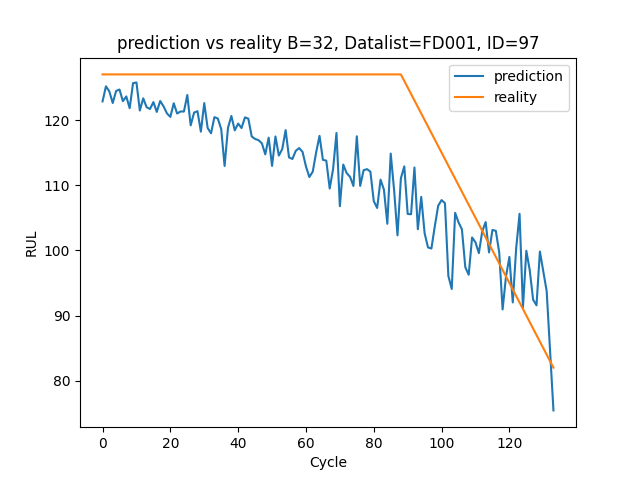 prediction vs reality B=32, Datalist=FD001, ID=97
prediction
reality
RUL
120
110
100
90
80
0 20 40 60 80 100 120
Cycle